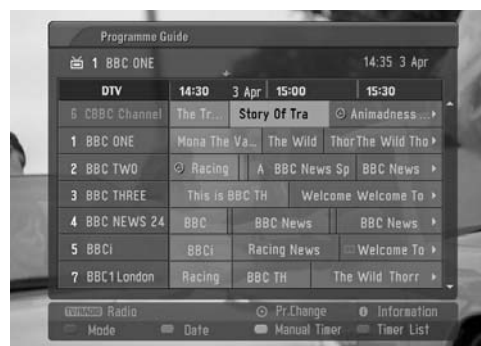 Programme Guide
1 BBC ONE 14:35 3 Apr
DTV 14:30 3 Apr 15:00 15:30
6 CBBC Channel The Tr... Story Of Tra Animadness ...
1 BBC ONE Mona The Va... The Wild Thor The Wild Tho
2 BBC TWO Racing A BBC News Sp BBC News
3 BBC THREE This is BBC TH Welcome Welcome To
4 BBC NEWS 24 BBC BBC News BBC News
5 BBCi BBCi Racing News Welcome To
7 BBC1 London Racing BBC TH The Wild Thorr
TV/RADIO Radio Pr.Change i Information
Mode Date Manual Timer Timer List